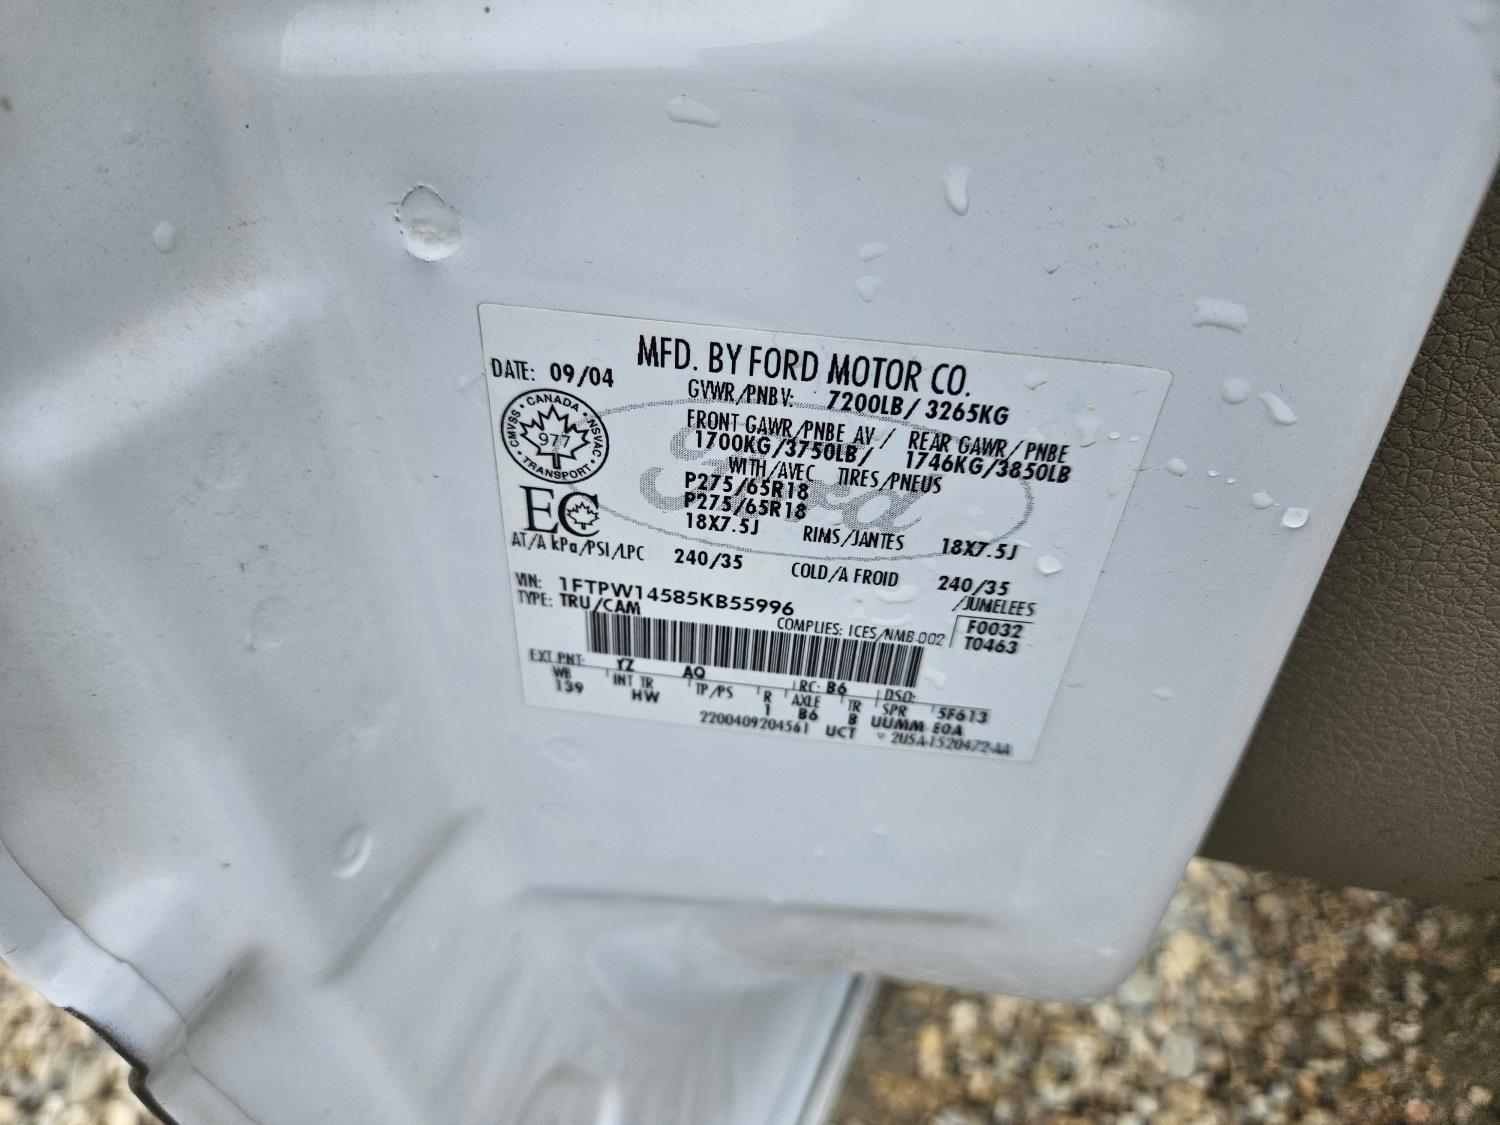 MFD. BY FORD MOTOR CO.
DATE: 09/04
GVWR/PNBV: 7200LB/ 3265KG
FRONT GAWR/PNBE AV/ REAR GAWR/PNBE
1700KG/3750LB/ 1746KG/3850LB
WITH/AVEC TIRES/PNEUS
P275/65R18
P275/65R18
18X7.5J RIMS/JANTES 18X7.5J
AT/A kPa/PSI/LPC 240/35 COLD/A FROID 240/35
CANADA
CMVSS · NSVAC
977
TRANSPORT
EC
Ford
VIN: 1FTPW14585KB55996 /JUMELEES
TYPE: TRU/CAM
COMPLIES: ICES/NMB-002
F0032
T0463
EXT PNT: YZ AQ RC: B6 DSO:
WB INT TR TP/PS R AXLE TR SPR 5F613
139 HW 1 B6 B UUMM EOA
2200409204561 UCT 2U5A-1520472-AA